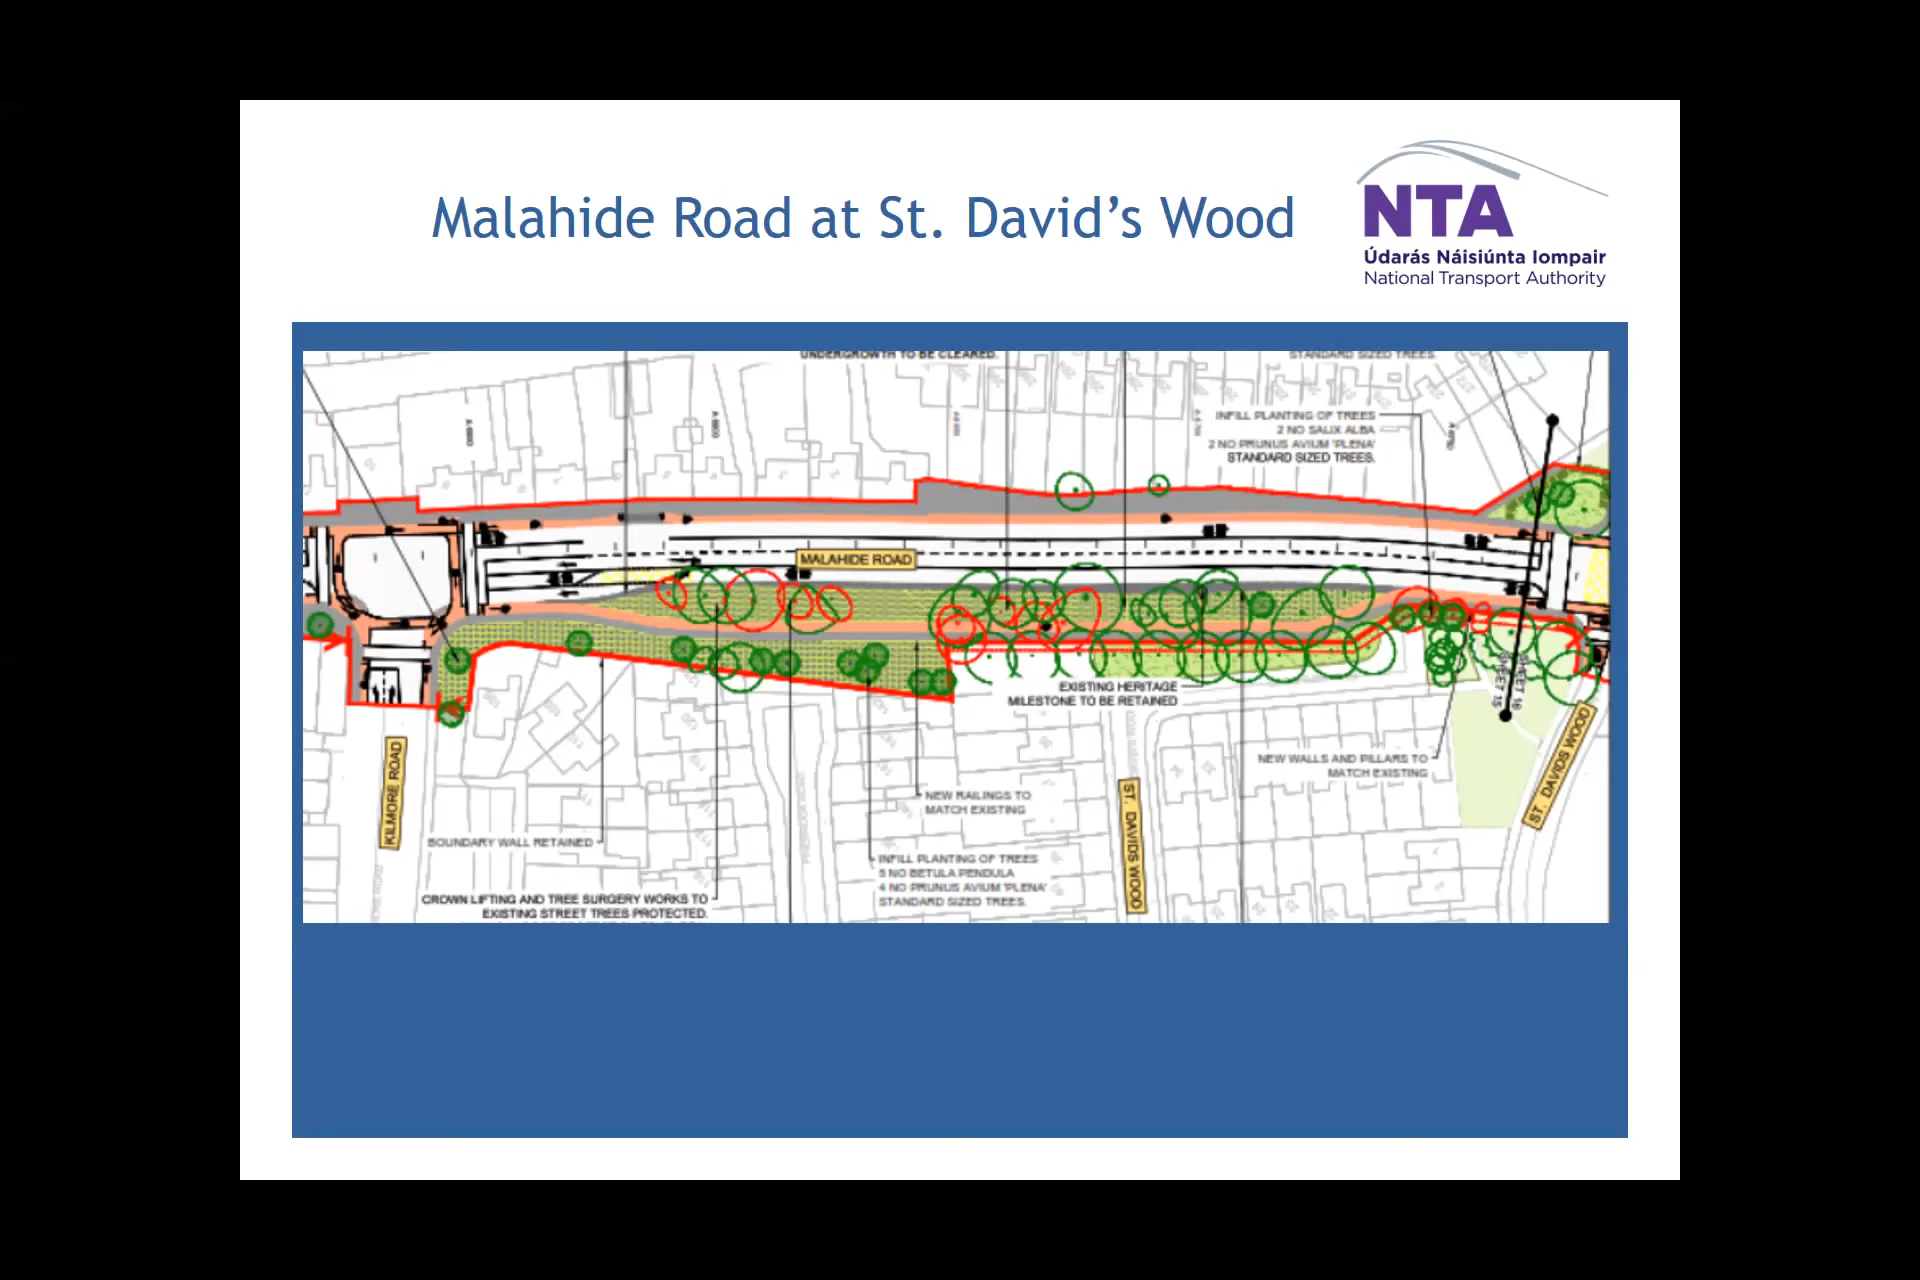 Malahide Road at St. David’s Wood
NTA
Údarás Náisiúnta Iompair
National Transport Authority
UNDERGROWTH TO BE CLEARED.
STANDARD SIZED TREES.
INFILL PLANTING OF TREES
2 NO SALIX ALBA
2 NO PRUNUS AVIUM 'PLENA'
STANDARD SIZED TREES.
MALAHIDE ROAD
EXISTING HERITAGE
MILESTONE TO BE RETAINED
SHEET 15
SHEET 16
NEW WALLS AND PILLARS TO
MATCH EXISTING
KILMORE ROAD
ST. DAVIDS WOOD
ST. DAVIDS WOOD
NEW RAILINGS TO
MATCH EXISTING
BOUNDARY WALL RETAINED
INFILL PLANTING OF TREES
5 NO BETULA PENDULA
4 NO PRUNUS AVIUM 'PLENA'
STANDARD SIZED TREES.
CROWN LIFTING AND TREE SURGERY WORKS TO
EXISTING STREET TREES PROTECTED.